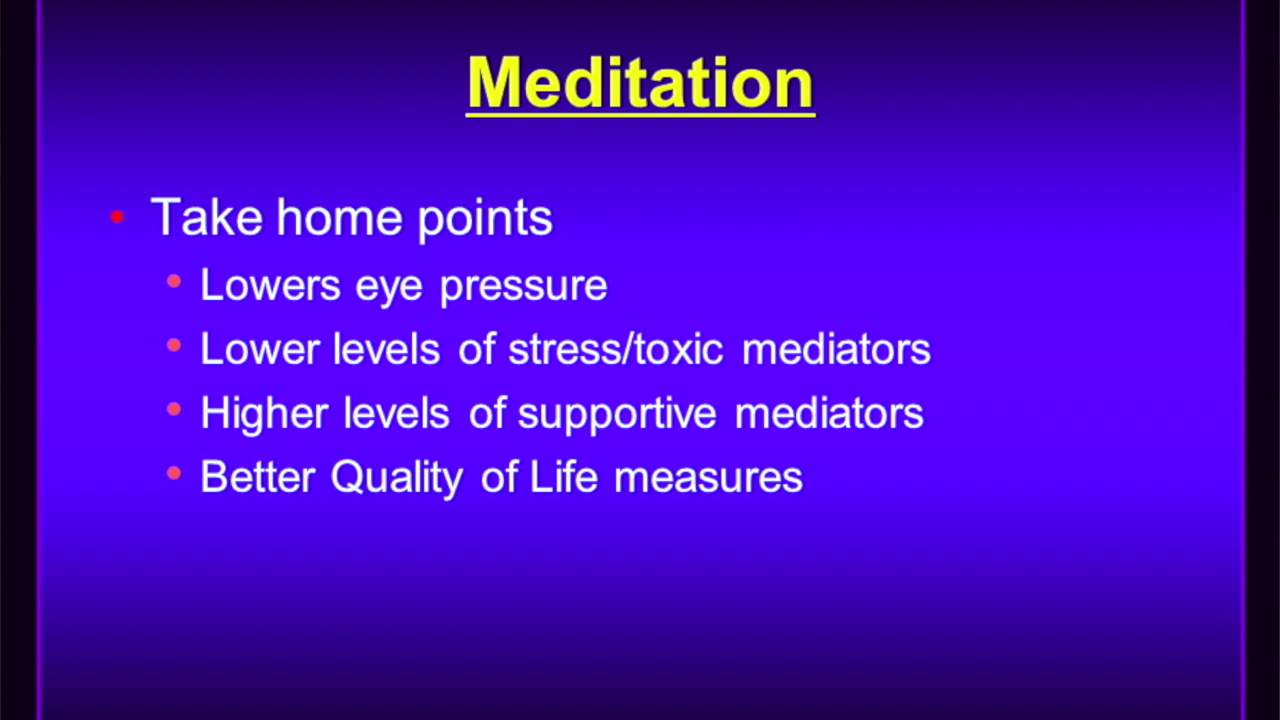 Meditation
• Take home points
• Lowers eye pressure
• Lower levels of stress/toxic mediators
• Higher levels of supportive mediators
• Better Quality of Life measures